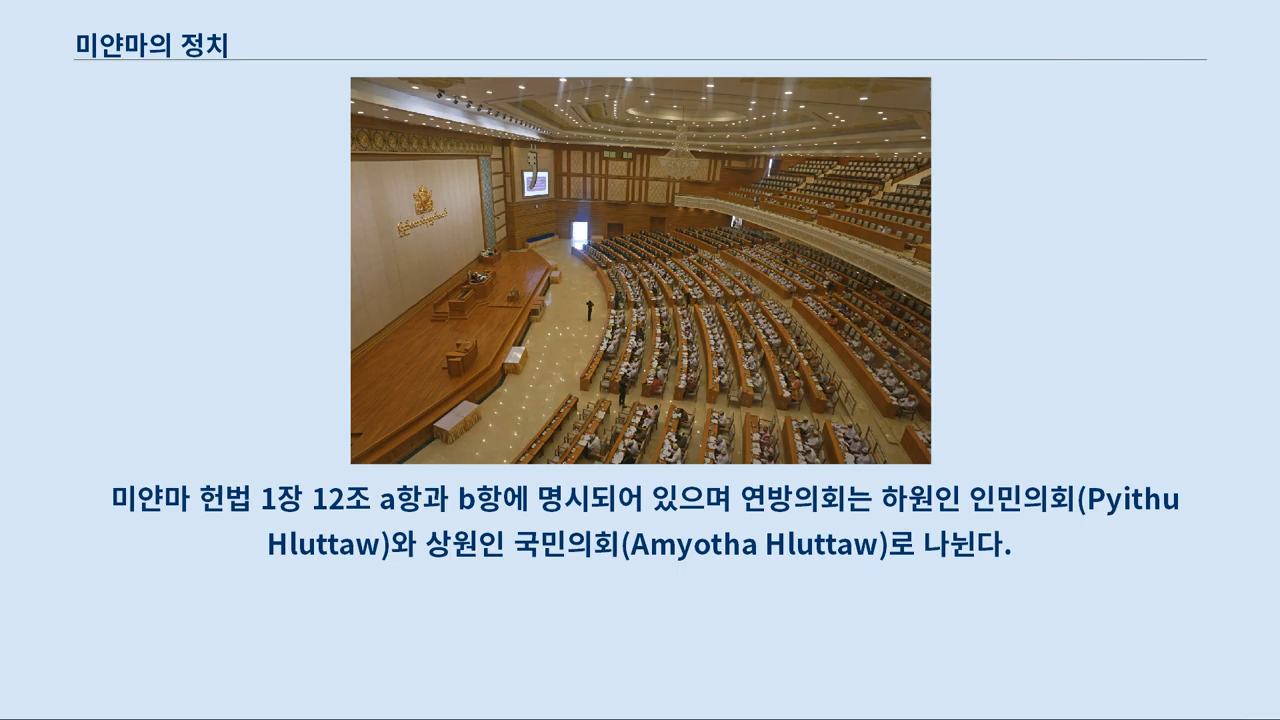 미얀마의 정치
미얀마 헌법 1장 12조 a항과 b항에 명시되어 있으며 연방의회는 하원인 인민의회(Pyithu
Hluttaw)와 상원인 국민의회(Amyotha Hluttaw)로 나뉜다.